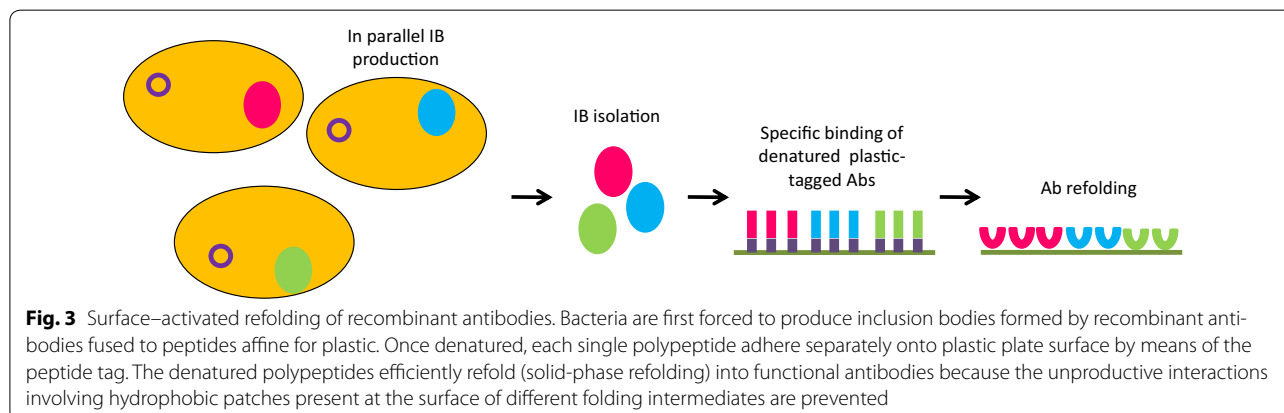 In parallel IB
production
IB isolation
Specific binding of
denatured plastic-
tagged Abs
Ab refolding
Fig. 3 Surface–activated refolding of recombinant antibodies. Bacteria are first forced to produce inclusion bodies formed by recombinant anti-
bodies fused to peptides affine for plastic. Once denatured, each single polypeptide adhere separately onto plastic plate surface by means of the
peptide tag. The denatured polypeptides efficiently refold (solid-phase refolding) into functional antibodies because the unproductive interactions
involving hydrophobic patches present at the surface of different folding intermediates are prevented